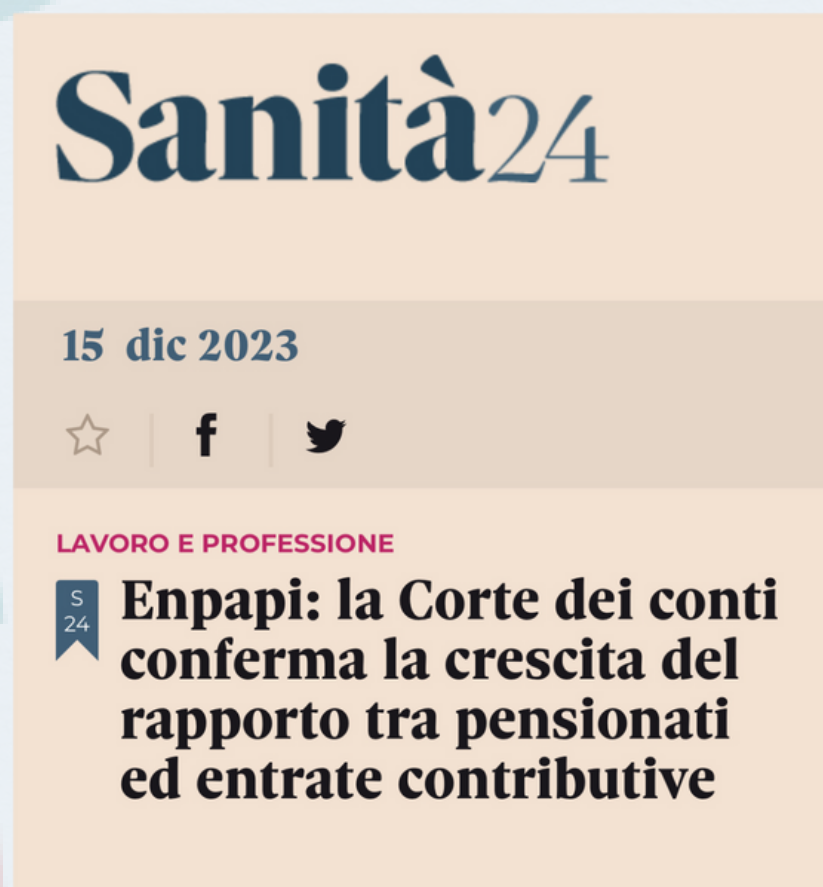 Sanità24
15 dic 2023
LAVORO E PROFESSIONE
S
24
Enpapi: la Corte dei conti
conferma la crescita del
rapporto tra pensionati
ed entrate contributive